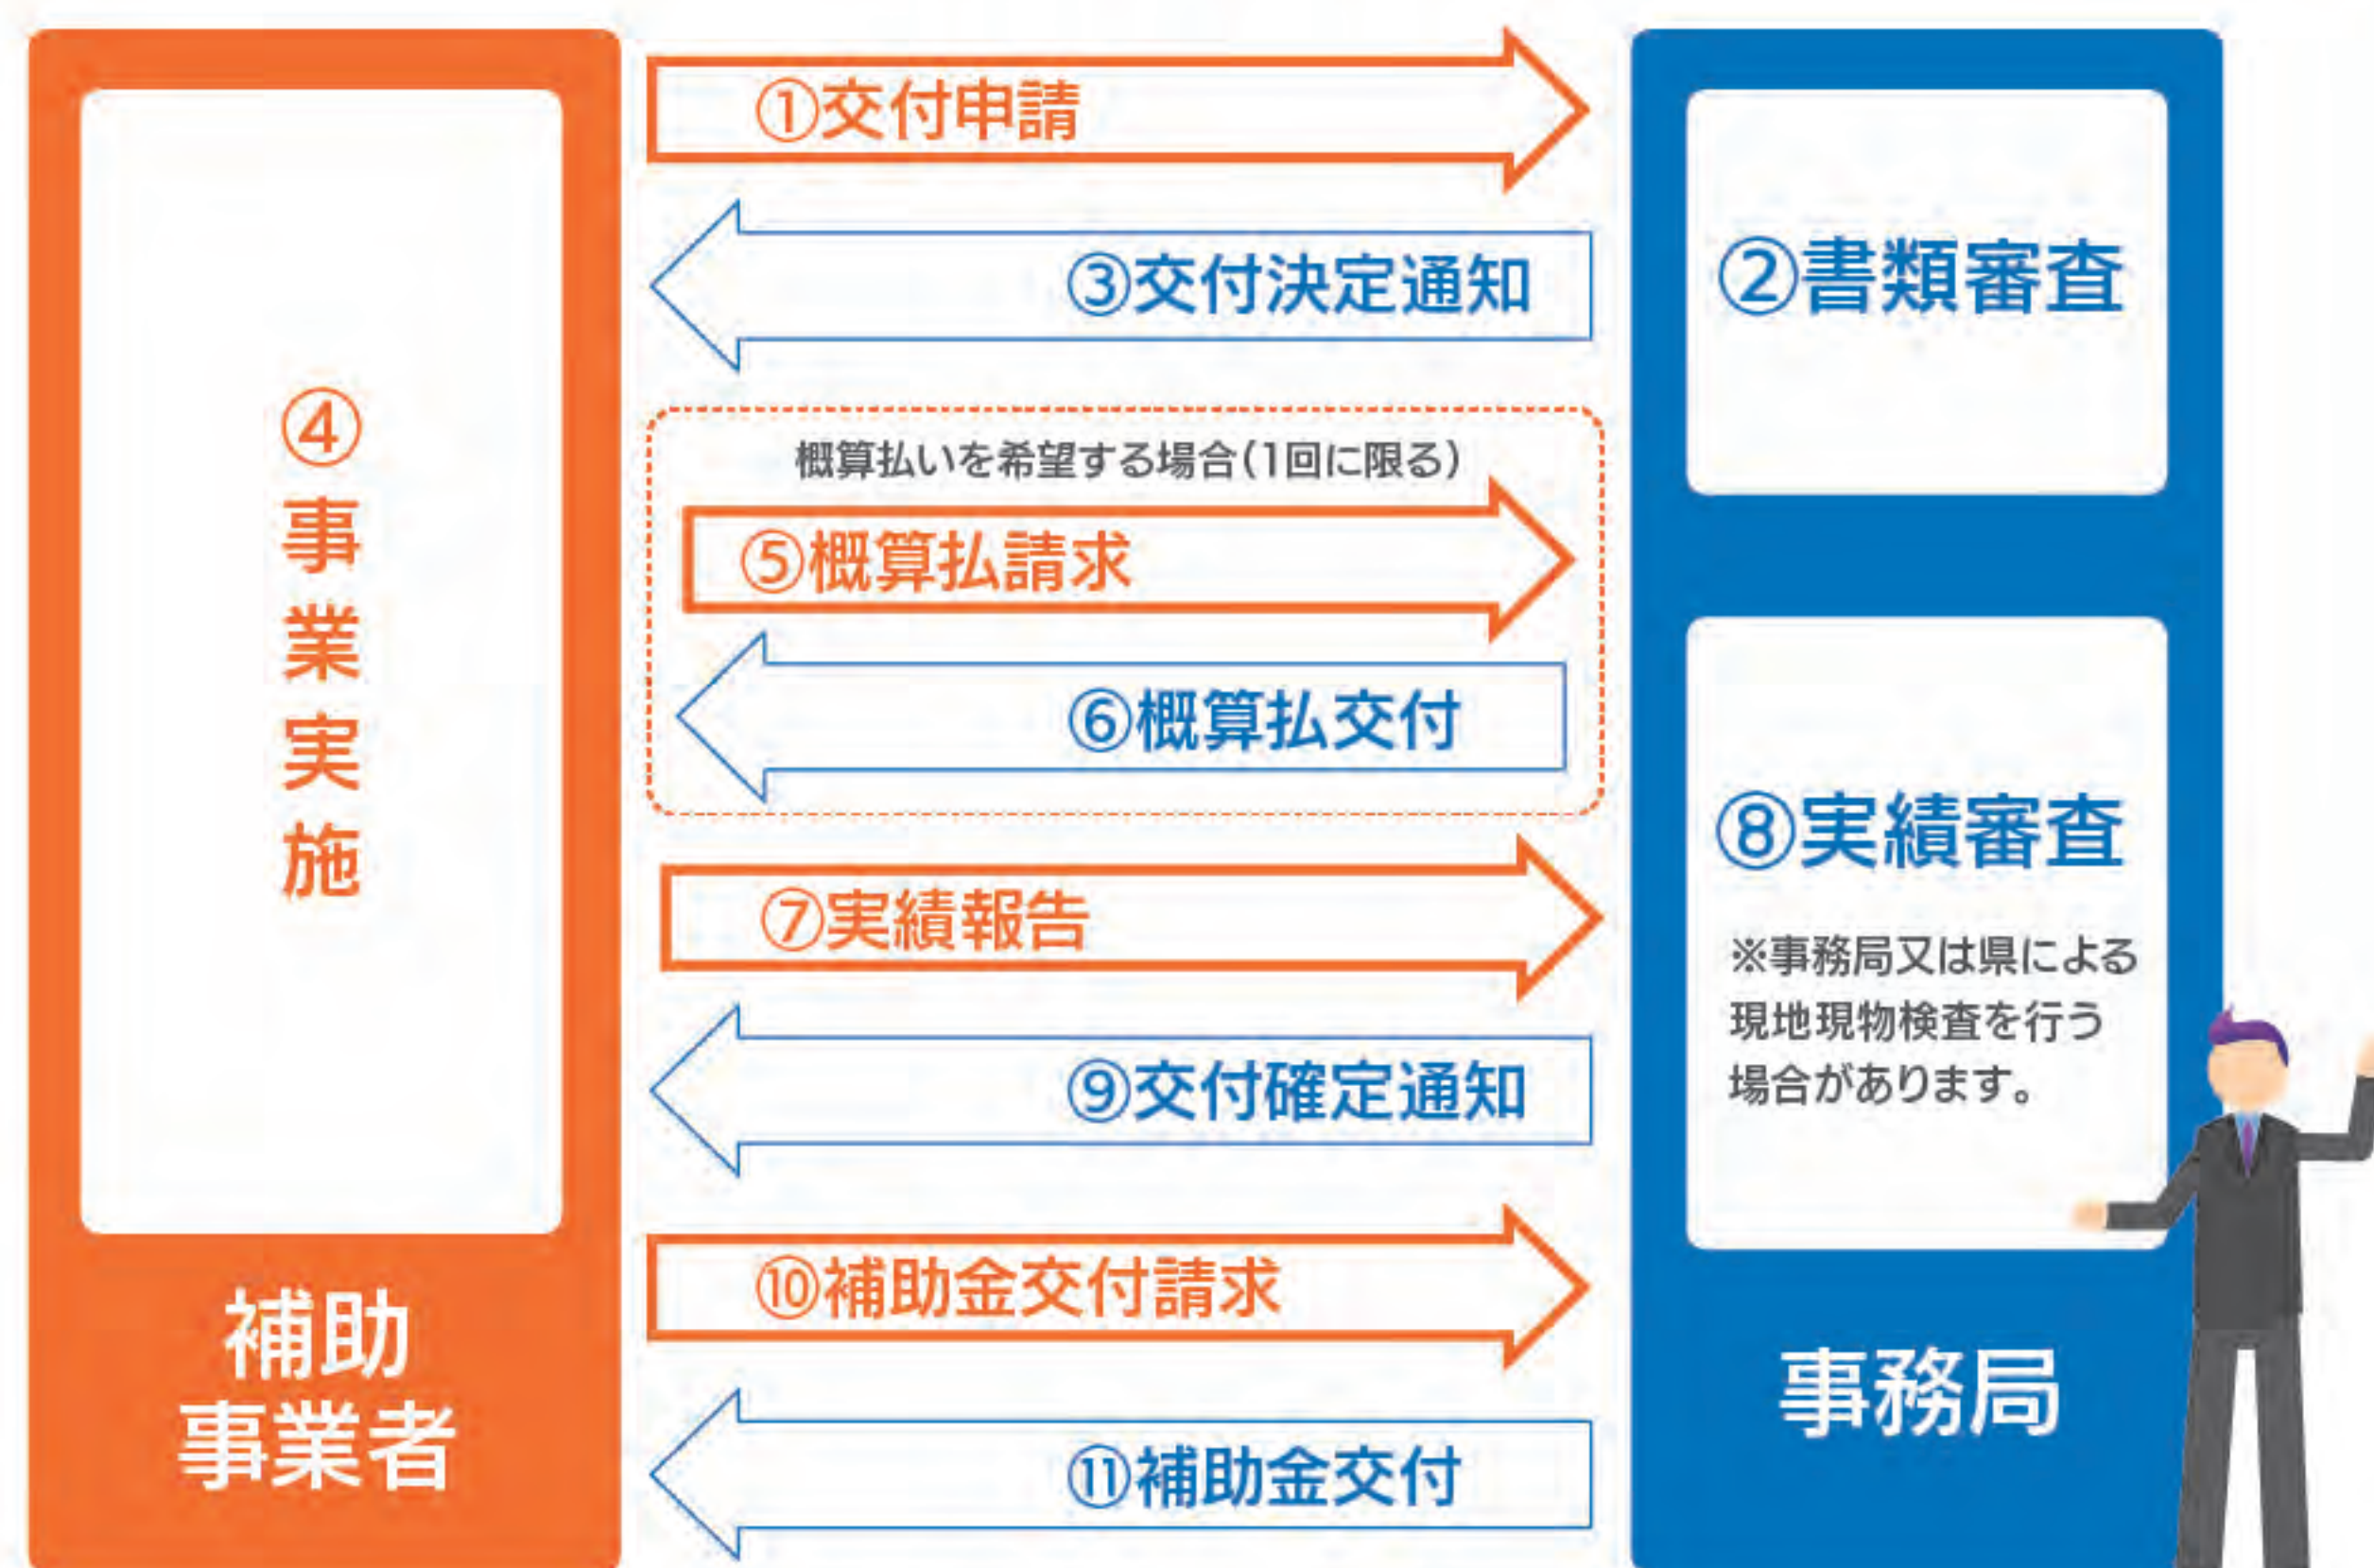 ①交付申請
②書類審査
③交付決定通知
④事業実施
概算払いを希望する場合（1回に限る）
⑤概算払請求
⑥概算払交付
⑦実績報告
⑧実績審査
※事務局又は県による
現地現物検査を行う
場合があります。
⑨交付確定通知
⑩補助金交付請求
⑪補助金交付
補助
事業者
事務局